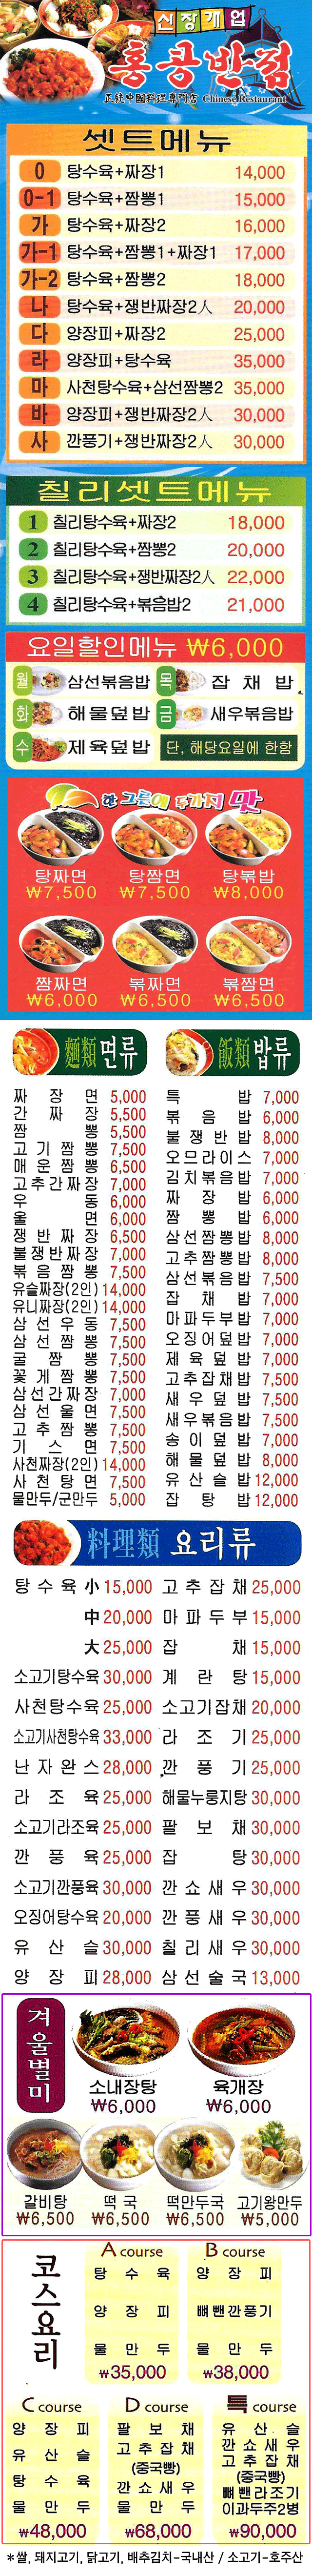 신장개업
홍콩반점
正統中國料理專門店 Chinese Restaurant
셋트메뉴
0 탕수육+짜장1 14,000
0-1 탕수육+짬뽕1 15,000
가 탕수육+짜장2 16,000
가-1 탕수육+짬뽕1+짜장1 17,000
가-2 탕수육+짬뽕2 18,000
나 탕수육+쟁반짜장2人 20,000
다 양장피+짜장2 25,000
라 양장피+탕수육 35,000
마 사천탕수육+삼선짬뽕2 35,000
바 양장피+쟁반짜장2人 30,000
사 깐풍기+쟁반짜장2人 30,000
칠리셋트메뉴
1 칠리탕수육+짜장2 18,000
2 칠리탕수육+짬뽕2 20,000
3 칠리탕수육+쟁반짜장2人 22,000
4 칠리탕수육+볶음밥2 21,000
요일할인메뉴 ₩6,000
월 삼선볶음밥 목 잡 채 밥
화 해물덮밥 금 새우볶음밥
수 제육덮밥 단, 해당요일에 한함
한 그릇에 두가지 맛
탕짜면 탕짬면 탕볶밥
₩7,500 ₩7,500 ₩8,000
짬짜면 볶짜면 볶짬면
₩6,000 ₩6,500 ₩6,500
麵類 면류
짜 장 면 5,000
간 짜 장 5,500
짬 뽕 5,500
고 기 짬 뽕 7,500
매 운 짬 뽕 6,500
고추간짜장 7,000
우 동 6,000
울 면 6,000
쟁 반 짜 장 6,500
불쟁반짜장 7,000
볶 음 짬 뽕 7,500
유슬짜장(2인) 14,000
유니짜장(2인) 14,000
삼 선 우 동 7,500
삼 선 짬 뽕 7,500
굴 짬 뽕 7,500
꽃 게 짬 뽕 7,500
삼선간짜장 7,000
삼 선 울 면 7,500
고 추 짬 뽕 7,500
기 스 면 7,500
사천짜장(2인) 14,000
사 천 탕 면 7,500
물만두/군만두 5,000
飯類 밥류
특 밥 7,000
볶 음 밥 6,000
불 쟁 반 밥 8,000
오므라이스 7,000
김치볶음밥 7,000
짜 장 밥 6,000
짬 뽕 밥 6,000
삼선짬뽕밥 8,000
고추짬뽕밥 8,000
삼선볶음밥 7,500
잡 채 밥 7,000
마파두부밥 7,000
오징어덮밥 7,000
제 육 덮 밥 7,000
고추잡채밥 7,500
새 우 덮 밥 7,500
새우볶음밥 7,500
송 이 덮 밥 7,000
해 물 덮 밥 8,000
유 산 슬 밥 12,000
잡 탕 밥 12,000
料理類 요리류
탕 수 육 小 15,000 고 추 잡 채 25,000
中 20,000 마 파 두 부 15,000
大 25,000 잡 채 15,000
소고기탕수육 30,000 계 란 탕 15,000
사천탕수육 25,000 소고기잡채 20,000
소고기사천탕수육 33,000 라 조 기 25,000
난 자 완 스 28,000 깐 풍 기 25,000
라 조 육 25,000 해물누룽지탕 30,000
소고기라조육 25,000 팔 보 채 30,000
깐 풍 육 25,000 잡 탕 30,000
소고기깐풍육 30,000 깐 쇼 새 우 30,000
오징어탕수육 20,000 깐 풍 새 우 30,000
유 산 슬 30,000 칠 리 새 우 30,000
양 장 피 28,000 삼 선 술 국 13,000
겨울별미
소내장탕 육개장
₩6,000 ₩6,000
갈비탕 떡 국 떡만두국 고기왕만두
₩6,500 ₩6,500 ₩6,500 ₩5,000
코스요리
A course
탕 수 육
양 장 피
물 만 두
₩35,000
B course
양 장 피
뼈뺀깐풍기
물 만 두
₩38,000
C course
양 장 피
유 산 슬
탕 수 육
물 만 두
₩48,000
D course
팔 보 채
고 추 잡 채
(중국빵)
깐 쇼 새 우
물 만 두
₩68,000
특 course
유 산 슬
깐 쇼 새 우
고 추 잡 채
(중국빵)
뼈뺀라조기
이과두주2병
₩90,000
*쌀, 돼지고기, 닭고기, 배추김치-국내산 / 소고기-호주산